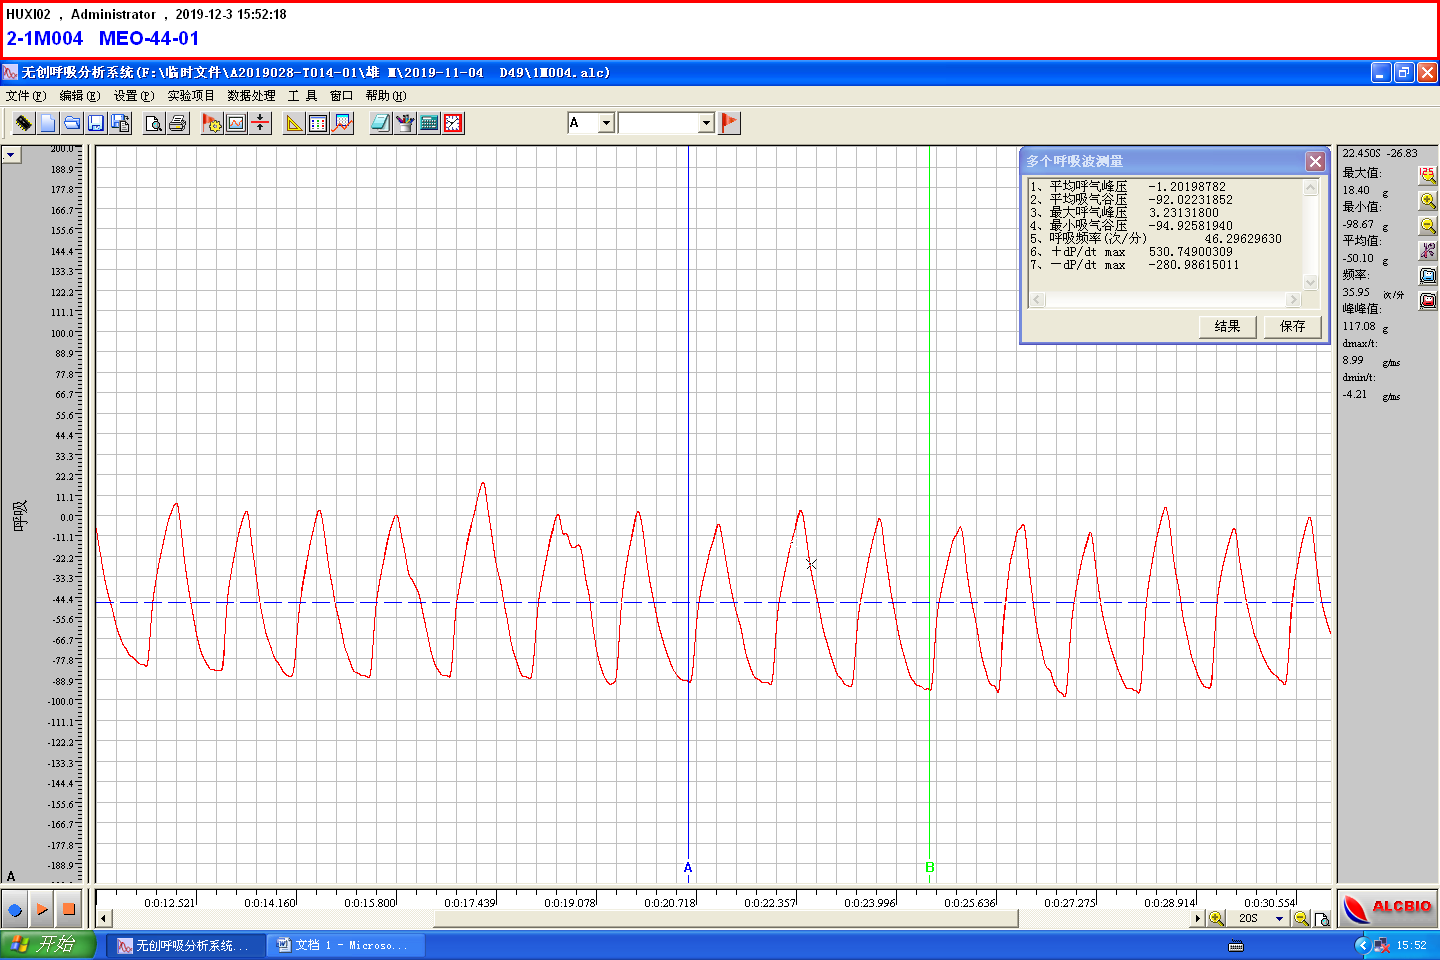 HUXI02 , Administrator , 2019-12-3 15:52:18
2-1M004 MEO-44-01
无创呼吸分析系统(F:\临时文件\A2019028-T014-01\雄 M\2019-11-04 D49\1M004.alc)
文件(F) 编辑(E) 设置(P) 实验项目 数据处理 工 具 窗口 帮助(H)
A
200.0
188.9
177.8
166.7
155.6
144.4
133.3
122.2
111.1
100.0
88.9
77.8
66.7
55.6
44.4
33.3
22.2
11.1
0.0
-11.1
-22.2
-33.3
-44.4
-55.6
-66.7
-77.8
-88.9
-100.0
-111.1
-122.2
-133.3
-144.4
-155.6
-166.7
-177.8
-188.9
呼吸
A
A
B
多个呼吸波测量
1、平均呼气峰压 -1.20198782
2、平均吸气谷压 -92.02231852
3、最大呼气峰压 3.23131800
4、最小吸气谷压 -94.92581940
5、呼吸频率(次/分) 46.29629630
6、＋dP/dt max 530.74900309
7、－dP/dt max -280.98615011
结果 保存
22.450S -26.83
最大值:
18.40 g
最小值:
-98.67 g
平均值:
-50.10 g
频率:
35.95 次/分
峰峰值:
117.08 g
dmax/t:
8.99 g/ms
dmin/t:
-4.21 g/ms
125
0:0:12.521 0:0:14.160 0:0:15.800 0:0:17.439 0:0:19.078 0:0:20.718 0:0:22.357 0:0:23.996 0:0:25.636 0:0:27.275 0:0:28.914 0:0:30.554
20S
ALCBIO
开始 无创呼吸分析系统... 文档 1 - Microso... 15:52